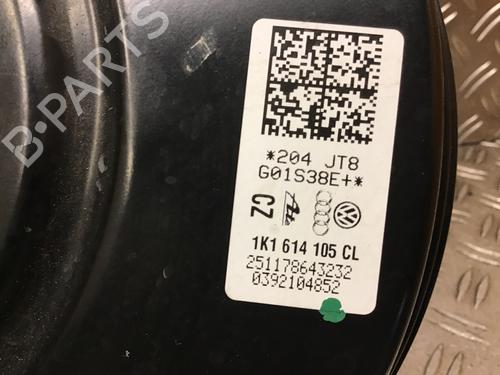 B-PARTS
*204 JT8
G01S38E+*
CZ
1K1 614 105 CL
251178643232
0392104852